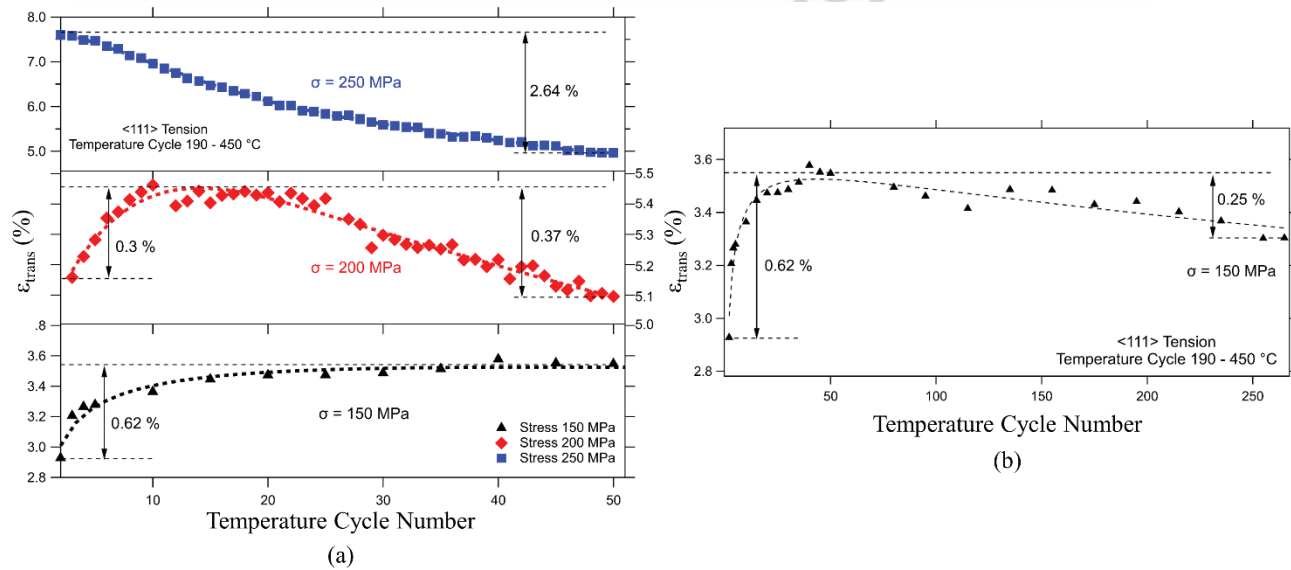 8.0
7.0
6.0
5.0
σ = 250 MPa
2.64 %
<111> Tension
Temperature Cycle 190 - 450 °C
5.5
5.4
5.3
5.2
5.1
5.0
0.3 %
0.37 %
σ = 200 MPa
εtrans (%)
.8
3.6
3.4
3.2
3.0
2.8
0.62 %
σ = 150 MPa
Stress 150 MPa
Stress 200 MPa
Stress 250 MPa
10 20 30 40 50
Temperature Cycle Number
(a)
3.6
3.4
3.2
3.0
2.8
εtrans (%)
0.62 %
0.25 %
σ = 150 MPa
<111> Tension
Temperature Cycle 190 - 450 °C
50 100 150 200 250
Temperature Cycle Number
(b)